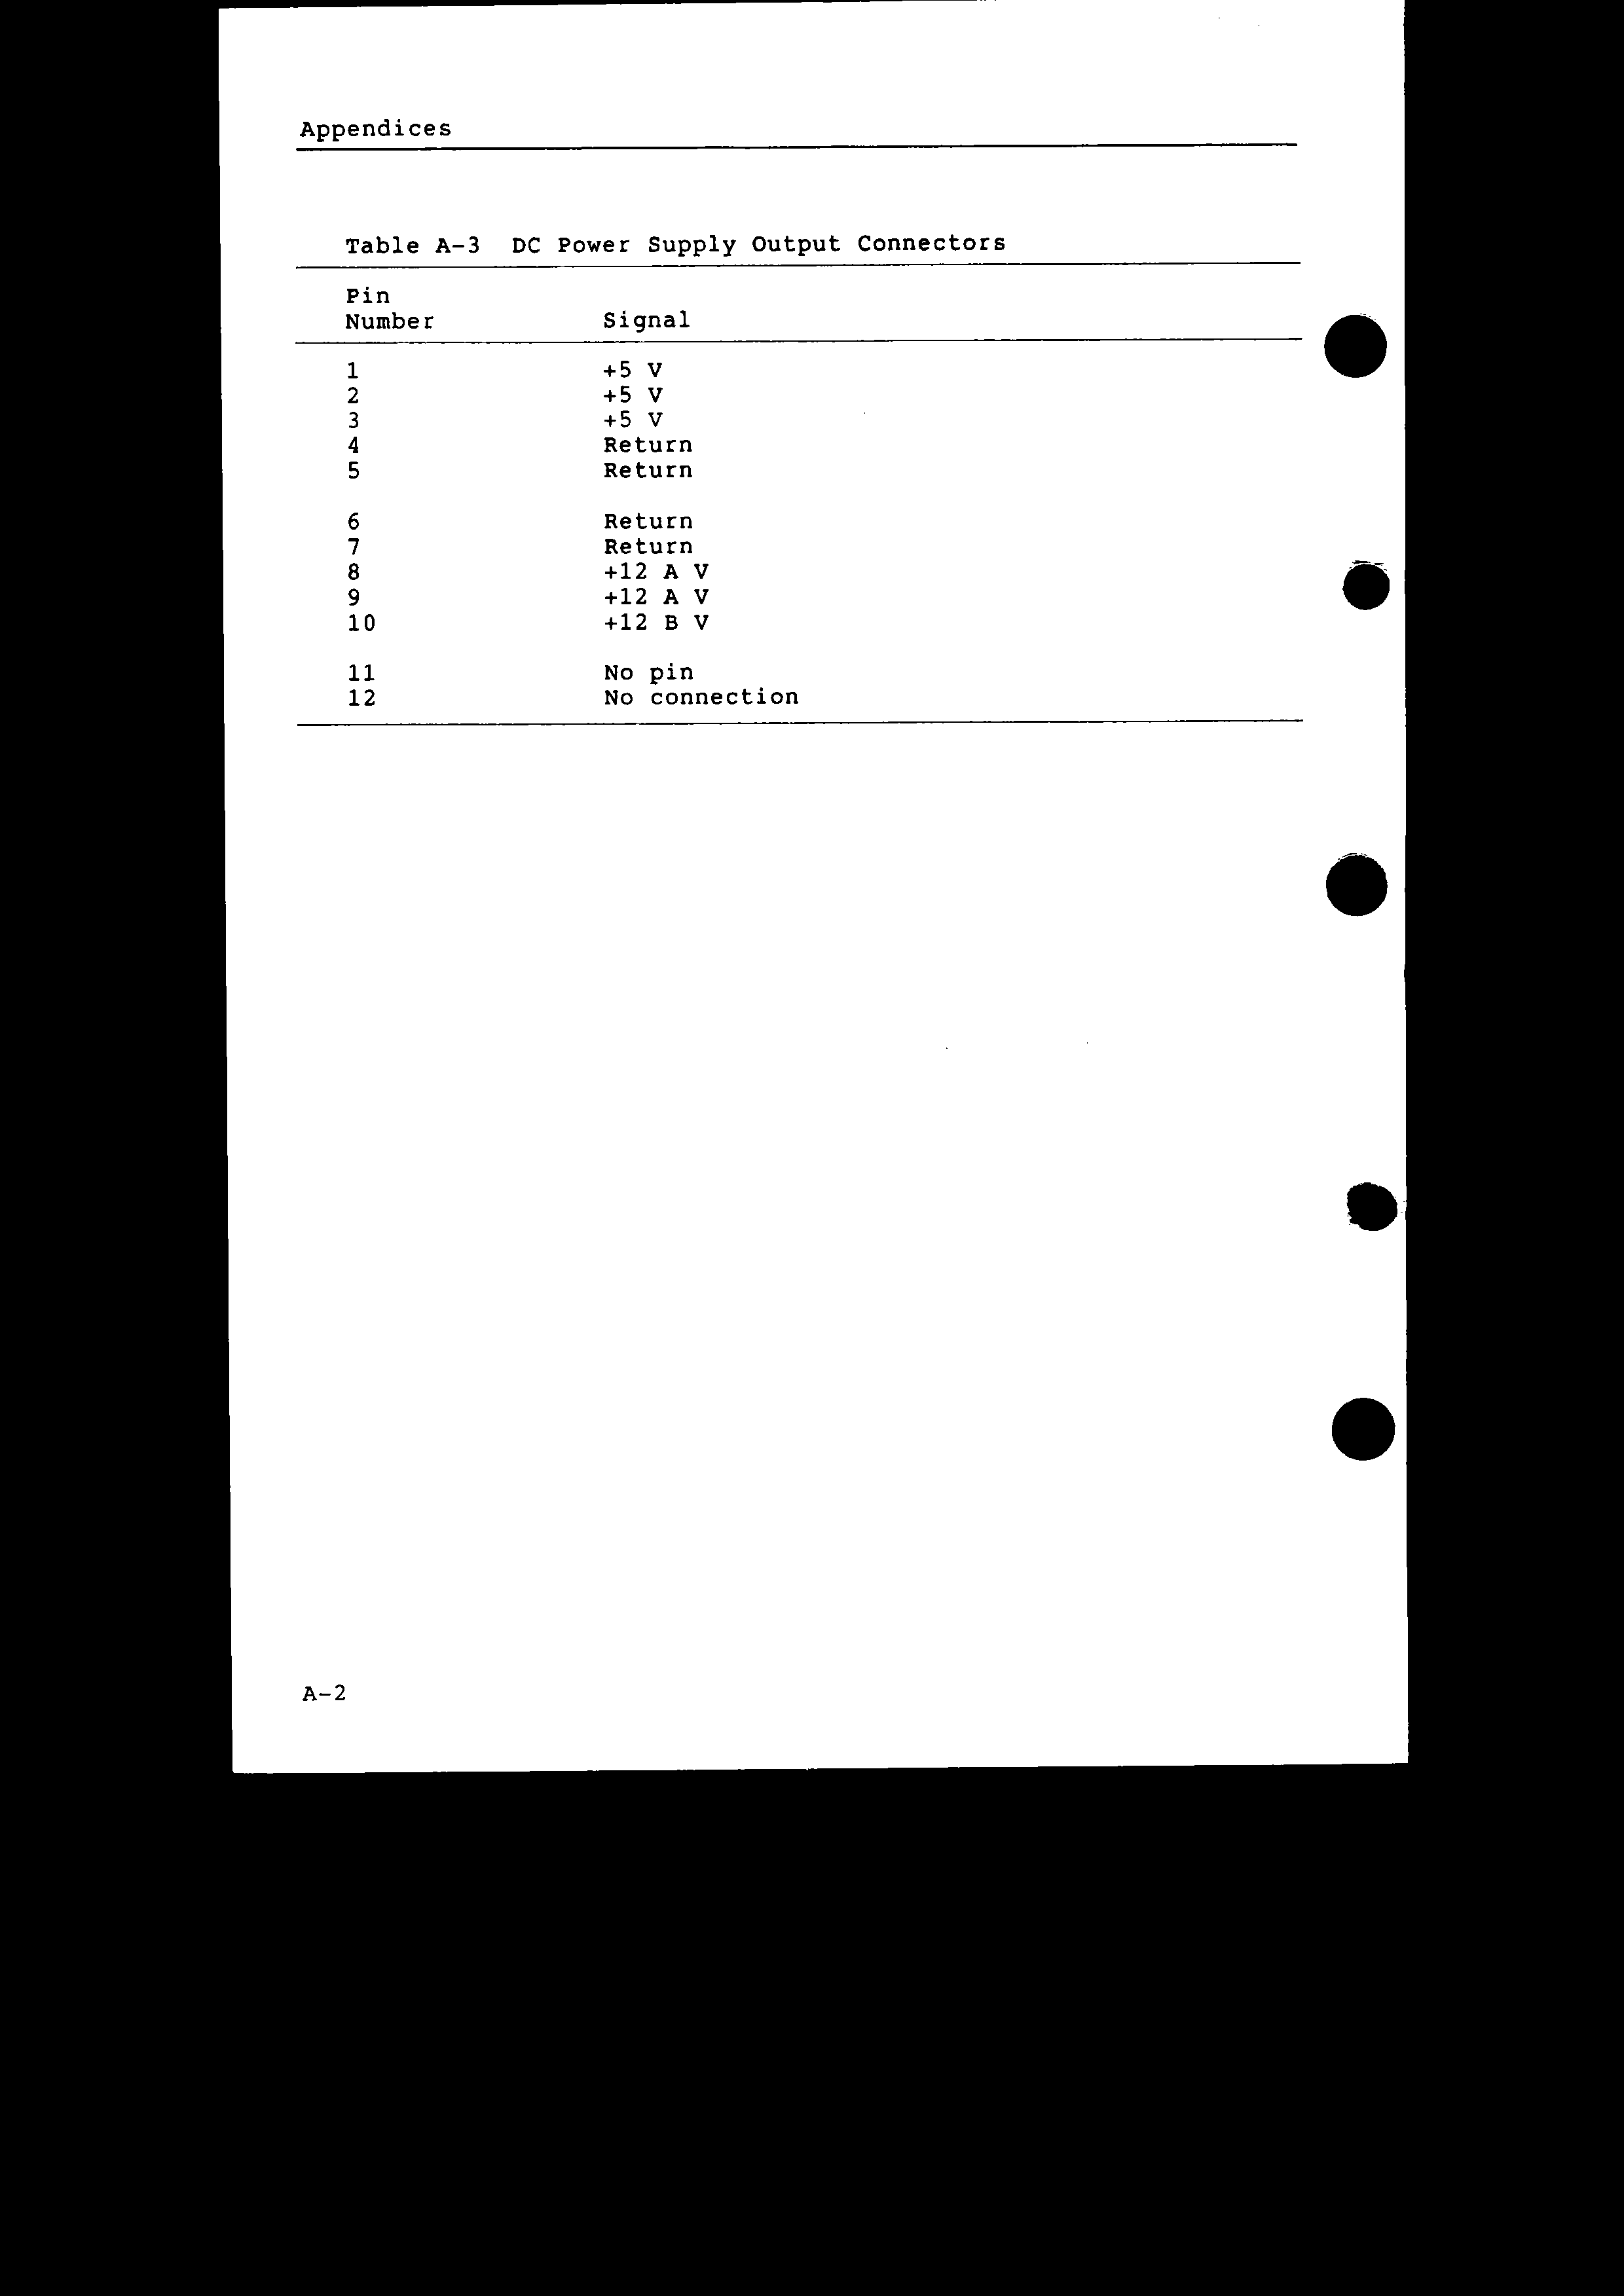 Appendices
Table A-3  DC Power Supply Output Connectors
Pin
Number    Signal
1    +5 V
2    +5 V
3    +5 V
4    Return
5    Return
6    Return
7    Return
8    +12 A V
9    +12 A V
10    +12 B V
11    No pin
12    No connection
A-2